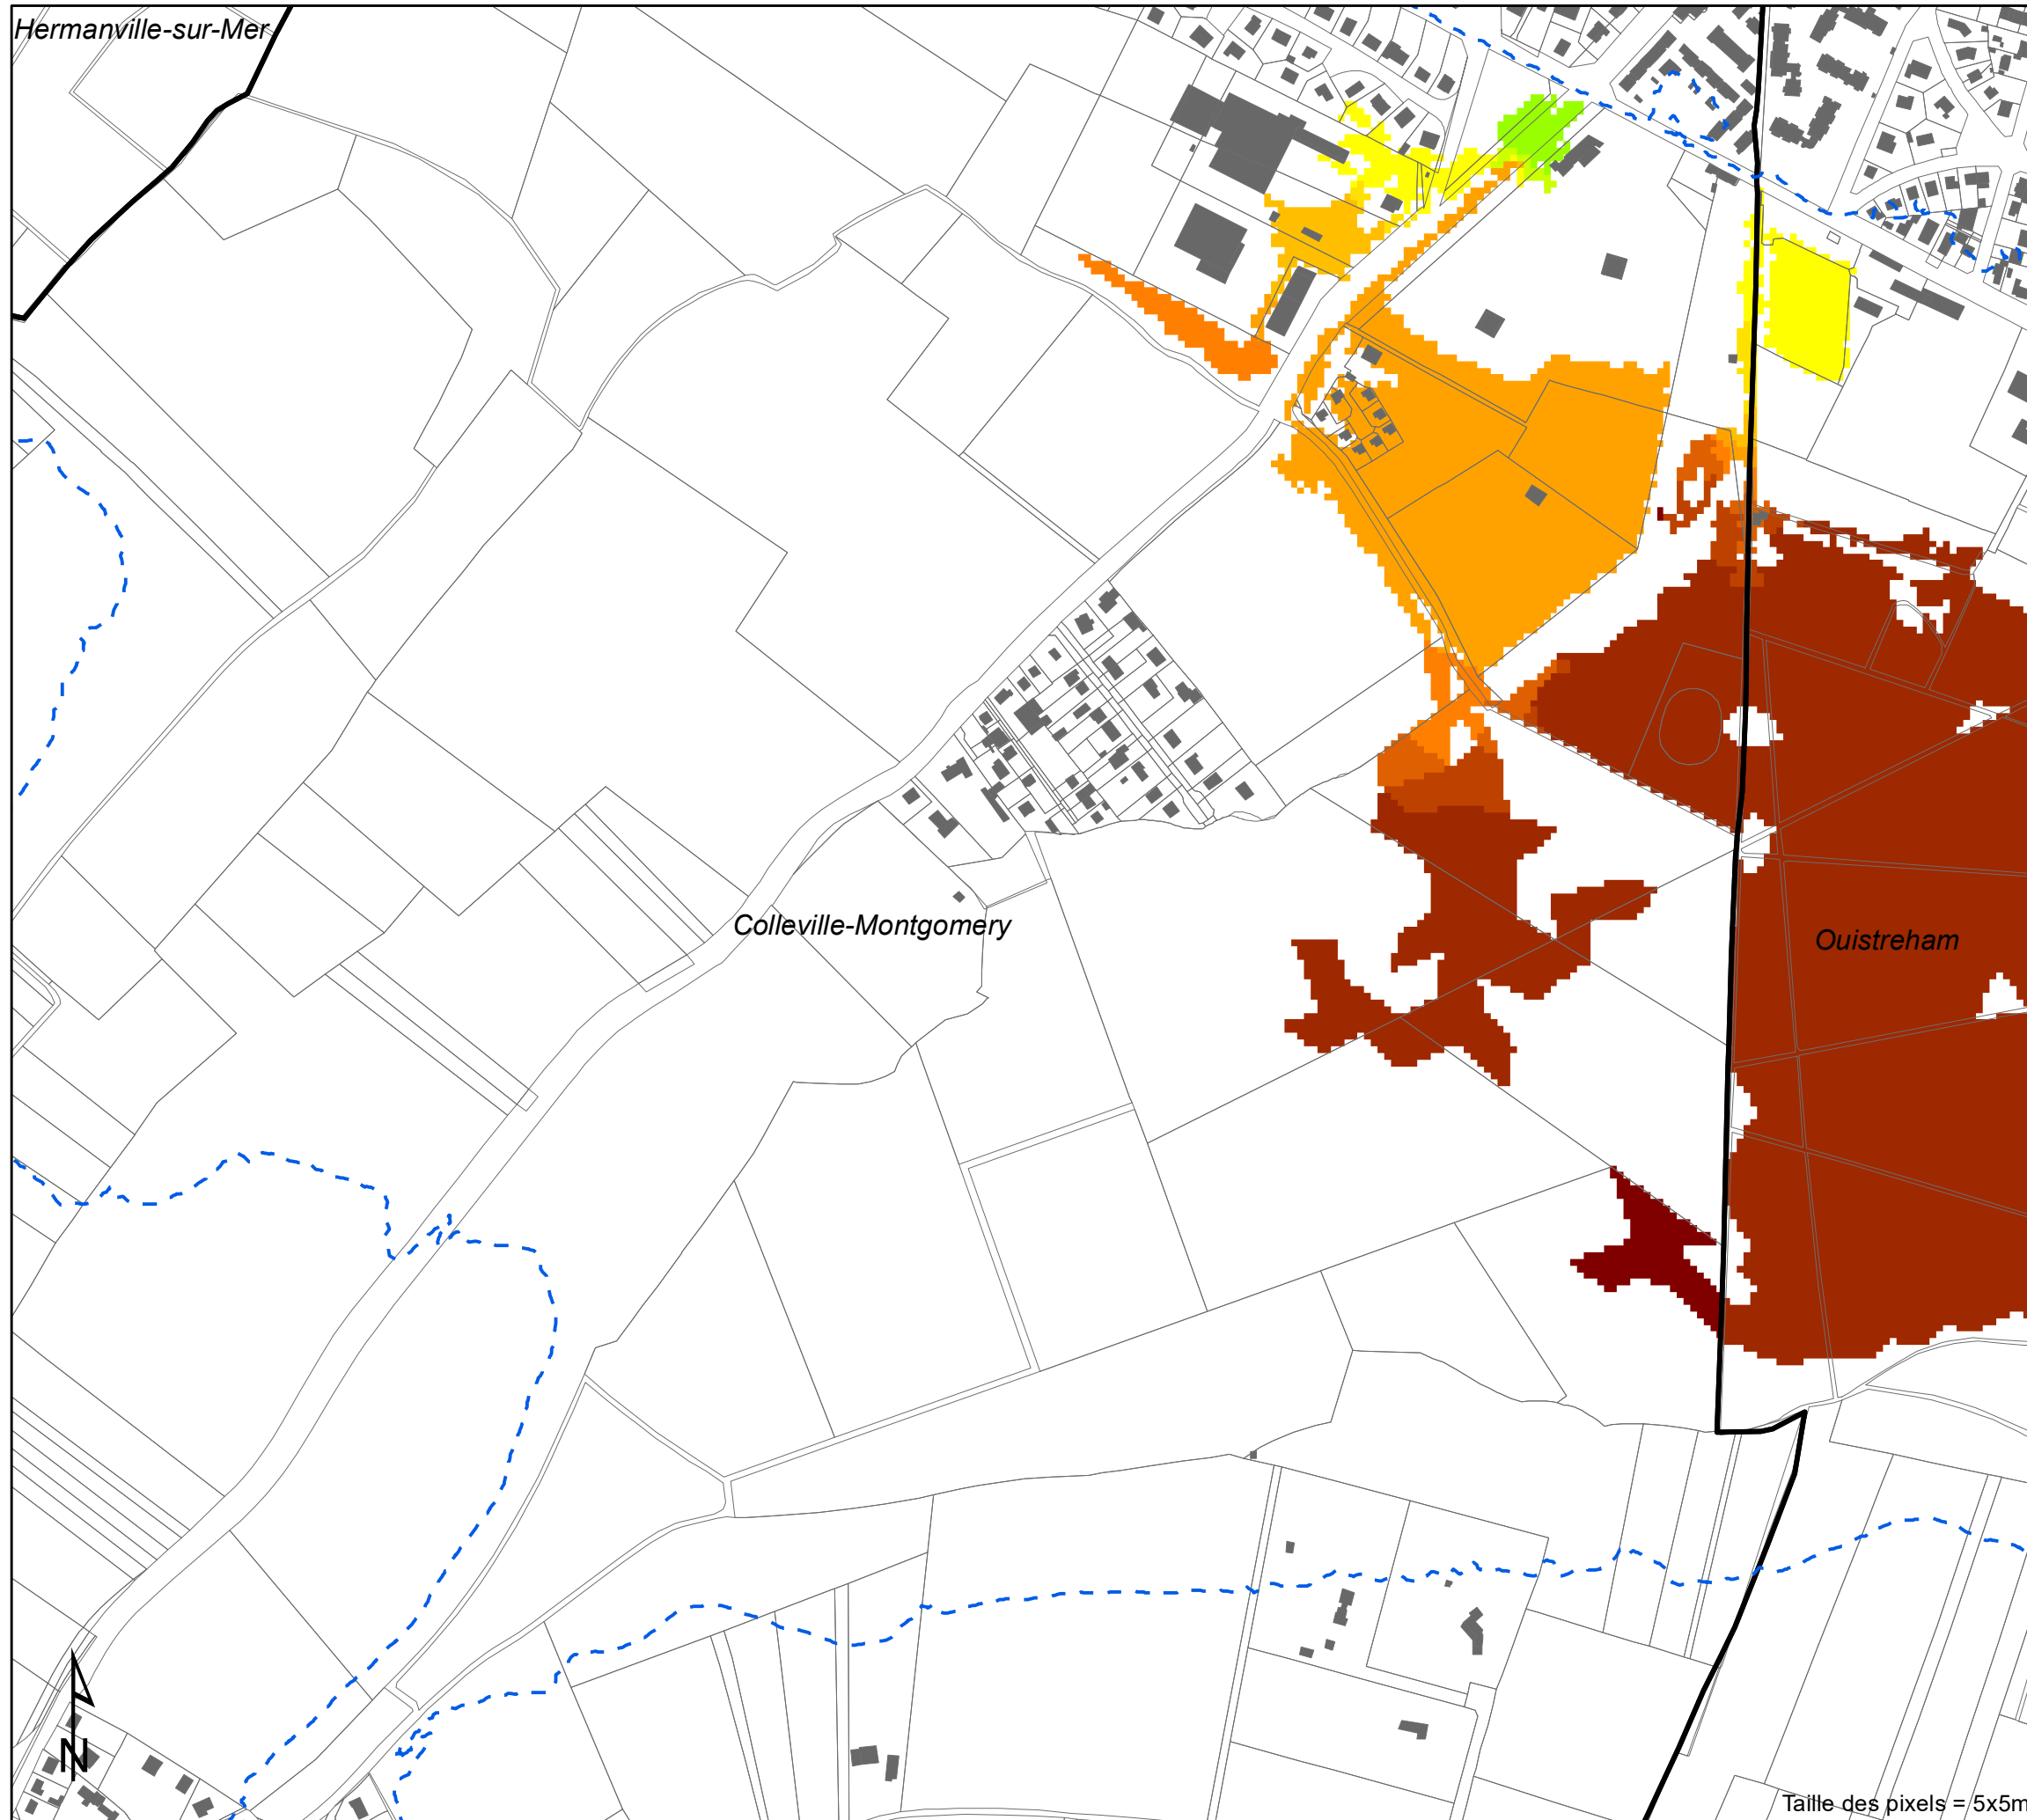 Hermanville-sur-Mer
Colleville-Montgomery
Ouistreham
N
Taille des pixels = 5x5m